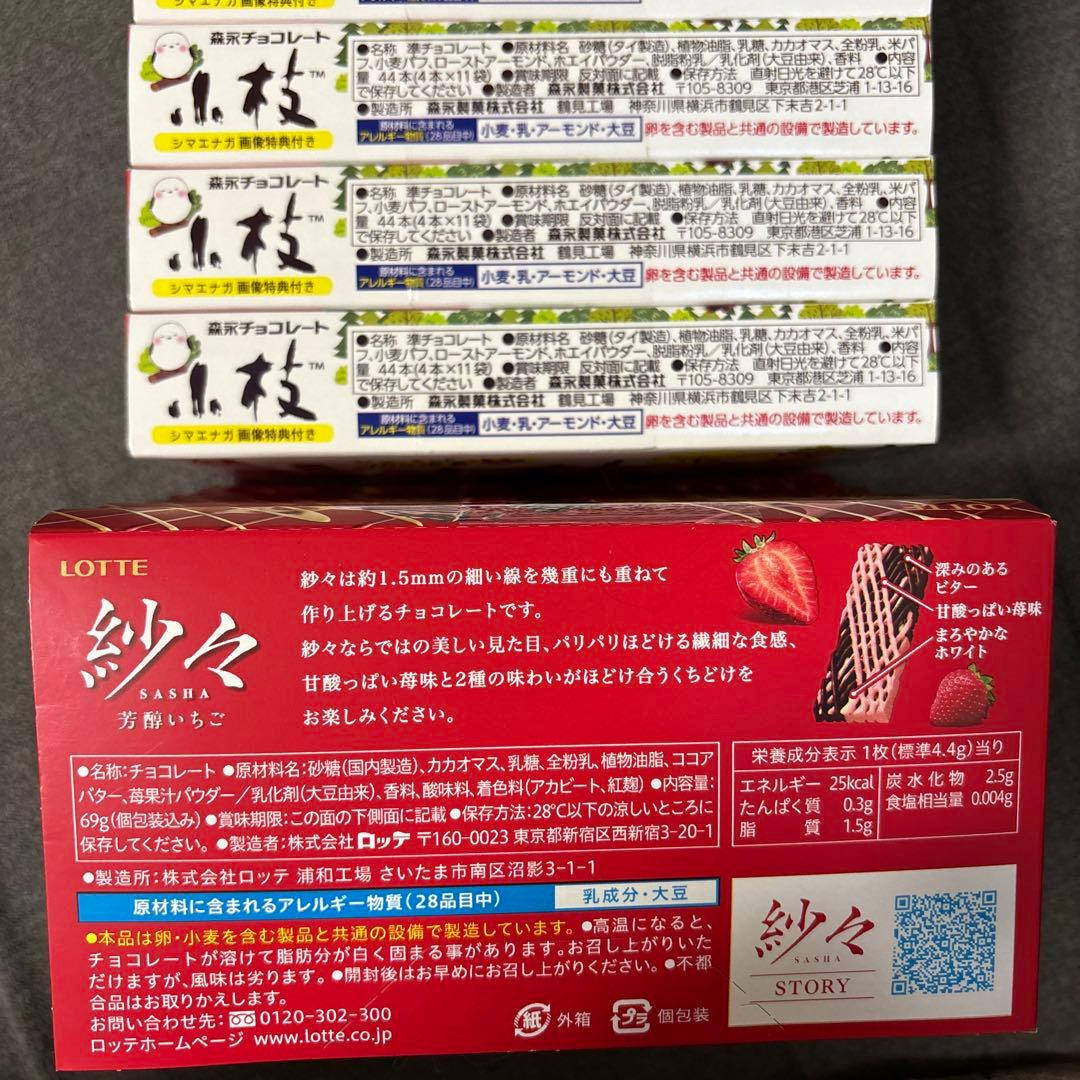 シマエナガ 画像特典付き
森永チョコレート
小枝™
シマエナガ 画像特典付き
●名称 準チョコレート ●原材料名 砂糖(タイ製造)、植物油脂、乳糖、カカオマス、全粉乳、米パ
フ、小麦パフ、ローストアーモンド、ホエイパウダー、脱脂粉乳/乳化剤(大豆由来)、香料 ●内容
量 44本(4本×11袋) ●賞味期限 反対面に記載 ●保存方法 直射日光を避けて28℃以下
で保存してください ●製造者 森永製菓株式会社 〒105-8309 東京都港区芝浦 1-13-16
●製造所 森永製菓株式会社 鶴見工場 神奈川県横浜市鶴見区下末吉2-1-1
原材料に含まれる
アレルギー物質(28品目中)
小麦・乳・アーモンド・大豆
卵を含む製品と共通の設備で製造しています。
森永チョコレート
小枝™
シマエナガ 画像特典付き
●名称 準チョコレート ●原材料名 砂糖(タイ製造)、植物油脂、乳糖、カカオマス、全粉乳、米パ
フ、小麦パフ、ローストアーモンド、ホエイパウダー、脱脂粉乳/乳化剤(大豆由来)、香料 ●内容
量 44本(4本×11袋) ●賞味期限 反対面に記載 ●保存方法 直射日光を避けて28℃以下
で保存してください ●製造者 森永製菓株式会社 〒105-8309 東京都港区芝浦 1-13-16
●製造所 森永製菓株式会社 鶴見工場 神奈川県横浜市鶴見区下末吉2-1-1
原材料に含まれる
アレルギー物質(28品目中)
小麦・乳・アーモンド・大豆
卵を含む製品と共通の設備で製造しています。
森永チョコレート
小枝™
シマエナガ 画像特典付き
●名称 準チョコレート ●原材料名 砂糖(タイ製造)、植物油脂、乳糖、カカオマス、全粉乳、米パ
フ、小麦パフ、ローストアーモンド、ホエイパウダー、脱脂粉乳/乳化剤(大豆由来)、香料 ●内容
量 44本(4本×11袋) ●賞味期限 反対面に記載 ●保存方法 直射日光を避けて28℃以下
で保存してください ●製造者 森永製菓株式会社 〒105-8309 東京都港区芝浦 1-13-16
●製造所 森永製菓株式会社 鶴見工場 神奈川県横浜市鶴見区下末吉2-1-1
原材料に含まれる
アレルギー物質(28品目中)
小麦・乳・アーモンド・大豆
卵を含む製品と共通の設備で製造しています。
LOTTE
紗々
SASHA
芳醇いちご
紗々は約1.5mmの細い線を幾重にも重ねて
作り上げるチョコレートです。
紗々ならではの美しい見た目、パリパリほどける繊細な食感、
甘酸っぱい苺味と2種の味わいがほどけ合うくちどけを
お楽しみください。
深みのある
ビター
甘酸っぱい苺味
まろやかな
ホワイト
●名称:チョコレート ●原材料名:砂糖(国内製造)、カカオマス、乳糖、全粉乳、植物油脂、ココア
バター、苺果汁パウダー/乳化剤(大豆由来)、香料、酸味料、着色料(アカビート、紅麹) ●内容量:
69g(個包装込み) ●賞味期限:この面の下側面に記載 ●保存方法:28℃以下の涼しいところに
保存してください。 ●製造者:株式会社ロッテ 〒160-0023 東京都新宿区西新宿3-20-1
●製造所:株式会社ロッテ 浦和工場 さいたま市南区沼影3-1-1
原材料に含まれるアレルギー物質(28品目中)
乳成分・大豆
●本品は卵・小麦を含む製品と共通の設備で製造しています。 ●高温になると、
チョコレートが溶けて脂肪分が白く固まる事があります。お召し上がりいた
だけますが、風味は劣ります。 ●開封後はお早めにお召し上がりください。 ●不都
合品はお取りかえします。
お問い合わせ先: 0120-302-300
ロッテホームページ www.lotte.co.jp
紙 外箱
プラ 個包装
栄養成分表示 1枚(標準4.4g)当り
エネルギー 25kcal
たんぱく質 0.3g
脂質 1.5g
炭水化物 2.5g
食塩相当量 0.004g
紗々
SASHA
STORY